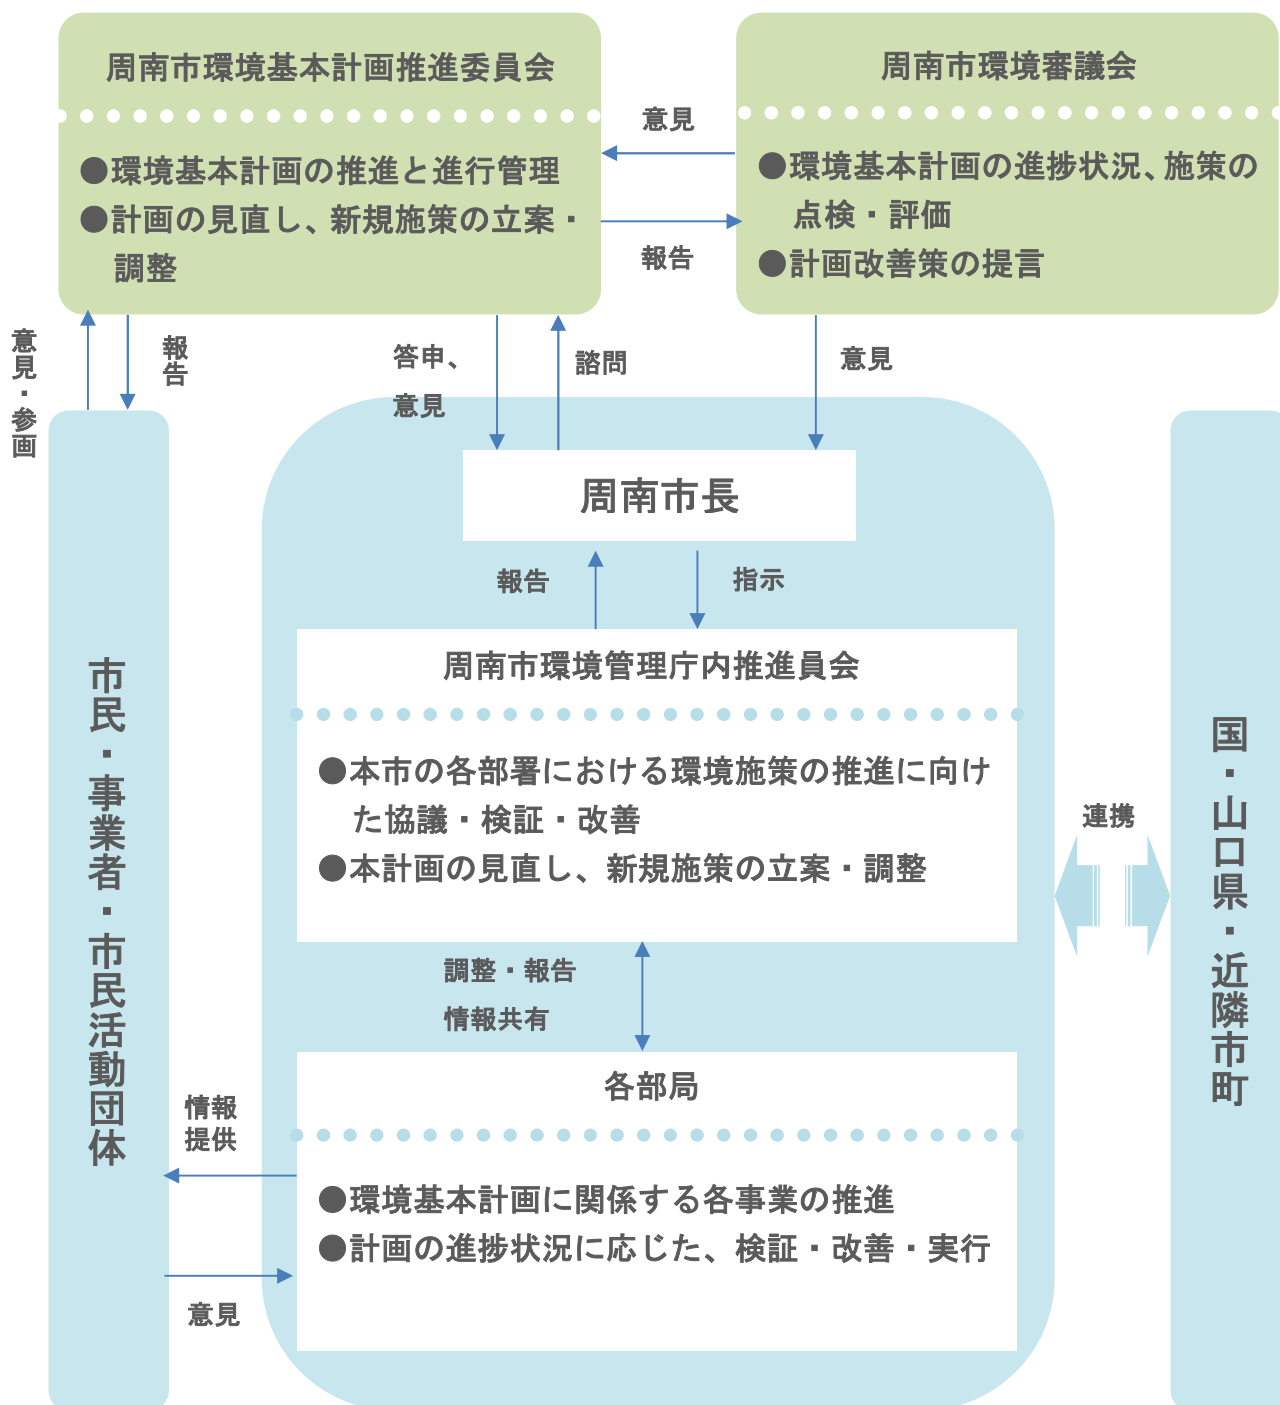 周南市環境基本計画推進委員会
●環境基本計画の推進と進行管理
●計画の見直し、新規施策の立案・
調整
意見
報告
周南市環境審議会
●環境基本計画の進捗状況、施策の
点検・評価
●計画改善策の提言
意見・参画
報告
答申、
意見
諮問
意見
周南市長
報告
指示
周南市環境管理庁内推進員会
●本市の各部署における環境施策の推進に向け
た協議・検証・改善
●本計画の見直し、新規施策の立案・調整
調整・報告
情報共有
各部局
●環境基本計画に関係する各事業の推進
●計画の進捗状況に応じた、検証・改善・実行
市民・事業者・市民活動団体
情報
提供
意見
連携
国・山口県・近隣市町